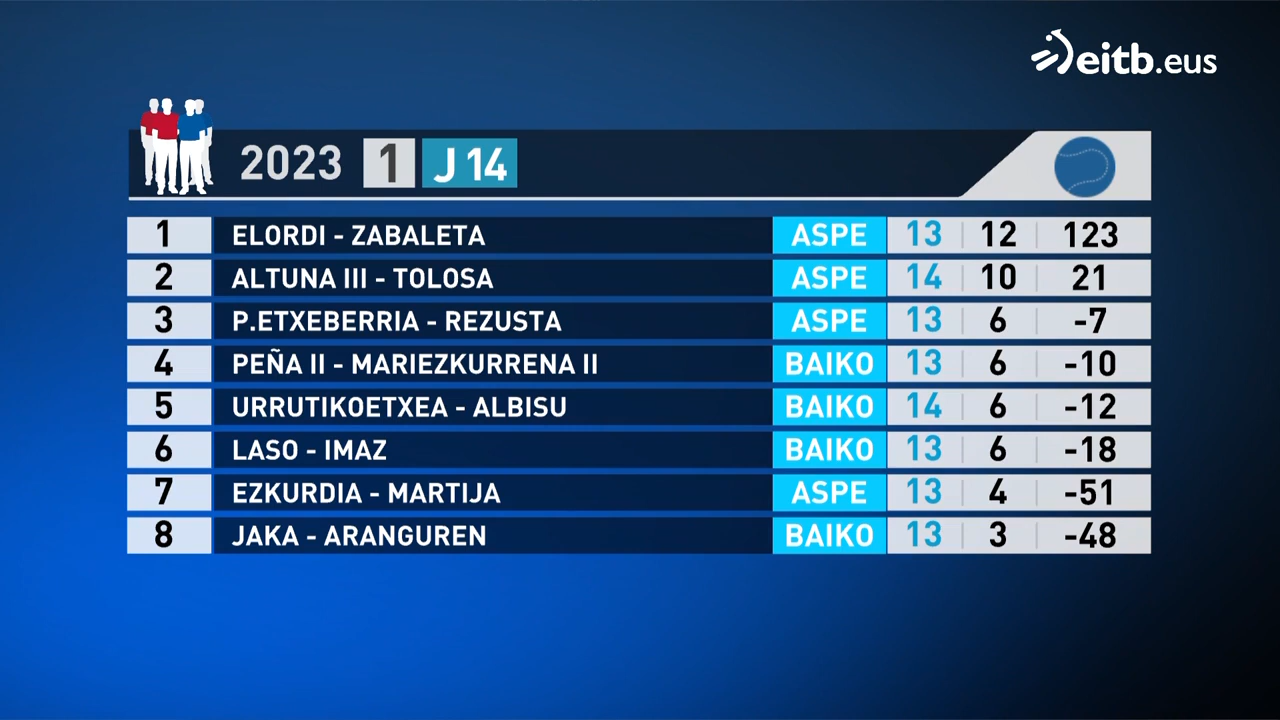 eitb.eus
2023 1 J 14
1 ELORDI - ZABALETA ASPE 13 12 123
2 ALTUNA III - TOLOSA ASPE 14 10 21
3 P.ETXEBERRIA - REZUSTA ASPE 13 6 -7
4 PEÑA II - MARIEZKURRENA II BAIKO 13 6 -10
5 URRUTIKOETXEA - ALBISU BAIKO 14 6 -12
6 LASO - IMAZ BAIKO 13 6 -18
7 EZKURDIA - MARTIJA ASPE 13 4 -51
8 JAKA - ARANGUREN BAIKO 13 3 -48